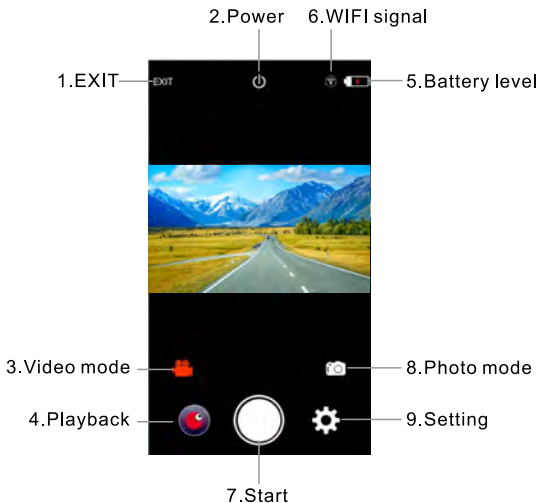 2.Power
6.WIFI signal
1.EXIT
EXIT
5.Battery level
3.Video mode
8.Photo mode
4.Playback
9.Setting
7.Start